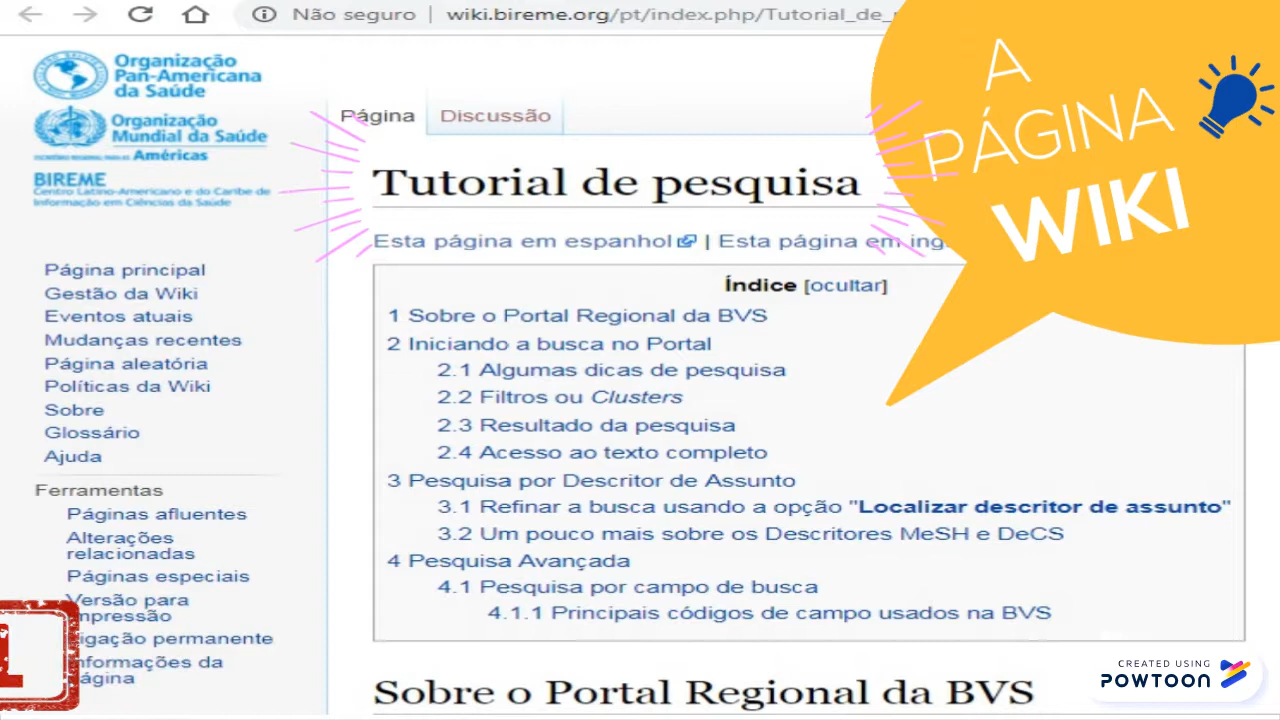 Não seguro | wiki.bireme.org/pt/index.php/Tutorial_de_
Organização
Pan-Americana
da Saúde
Organização
Mundial da Saúde
Américas
BIREME
Centro Latino-Americano e do Caribe de
Informação em Ciências da Saúde
Página principal
Gestão da Wiki
Eventos atuais
Mudanças recentes
Página aleatória
Políticas da Wiki
Sobre
Glossário
Ajuda
Ferramentas
Páginas afluentes
Alterações
relacionadas
Páginas especiais
Versão para
mpressão
igação permanente
nformações da
ágina
1
Página
Discussão
Tutorial de pesquisa
Esta página em espanhol | Esta página em ing
Índice [ocultar]
1 Sobre o Portal Regional da BVS
2 Iniciando a busca no Portal
2.1 Algumas dicas de pesquisa
2.2 Filtros ou Clusters
2.3 Resultado da pesquisa
2.4 Acesso ao texto completo
3 Pesquisa por Descritor de Assunto
3.1 Refinar a busca usando a opção "Localizar descritor de assunto"
3.2 Um pouco mais sobre os Descritores MeSH e DeCS
4 Pesquisa Avançada
4.1 Pesquisa por campo de busca
4.1.1 Principais códigos de campo usados na BVS
Sobre o Portal Regional da BVS
A
PÁGINA
WIKI
CREATED USING
POWTOON